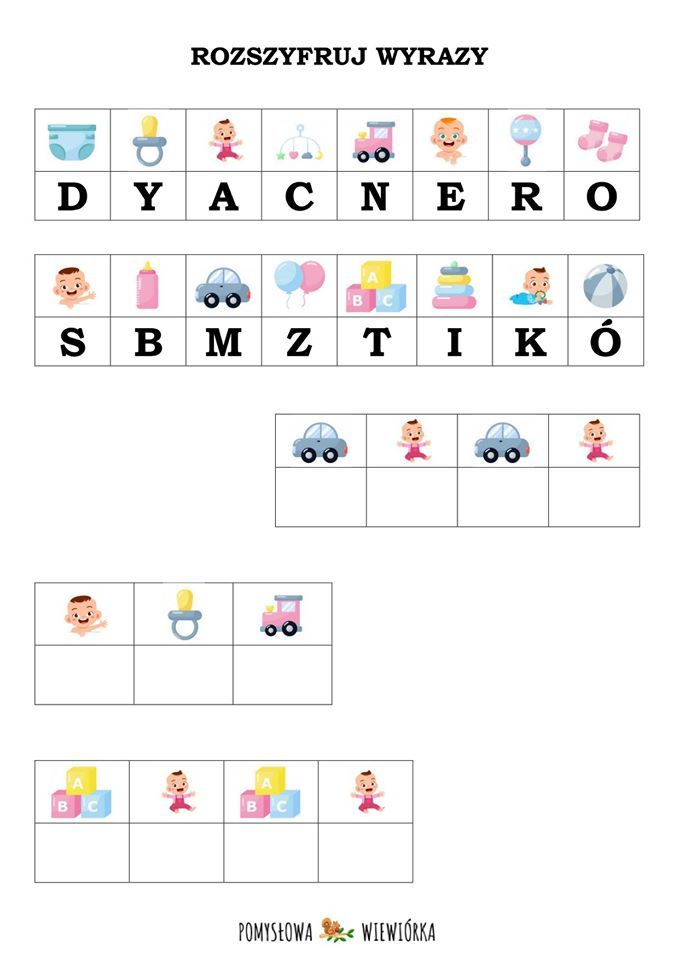 ROZSZYFRUJ WYRAZY
D Y A C N E R O
A
B C
S B M Z T I K Ó
A A
B C B C
POMYSŁOWA WIEWIÓRKA